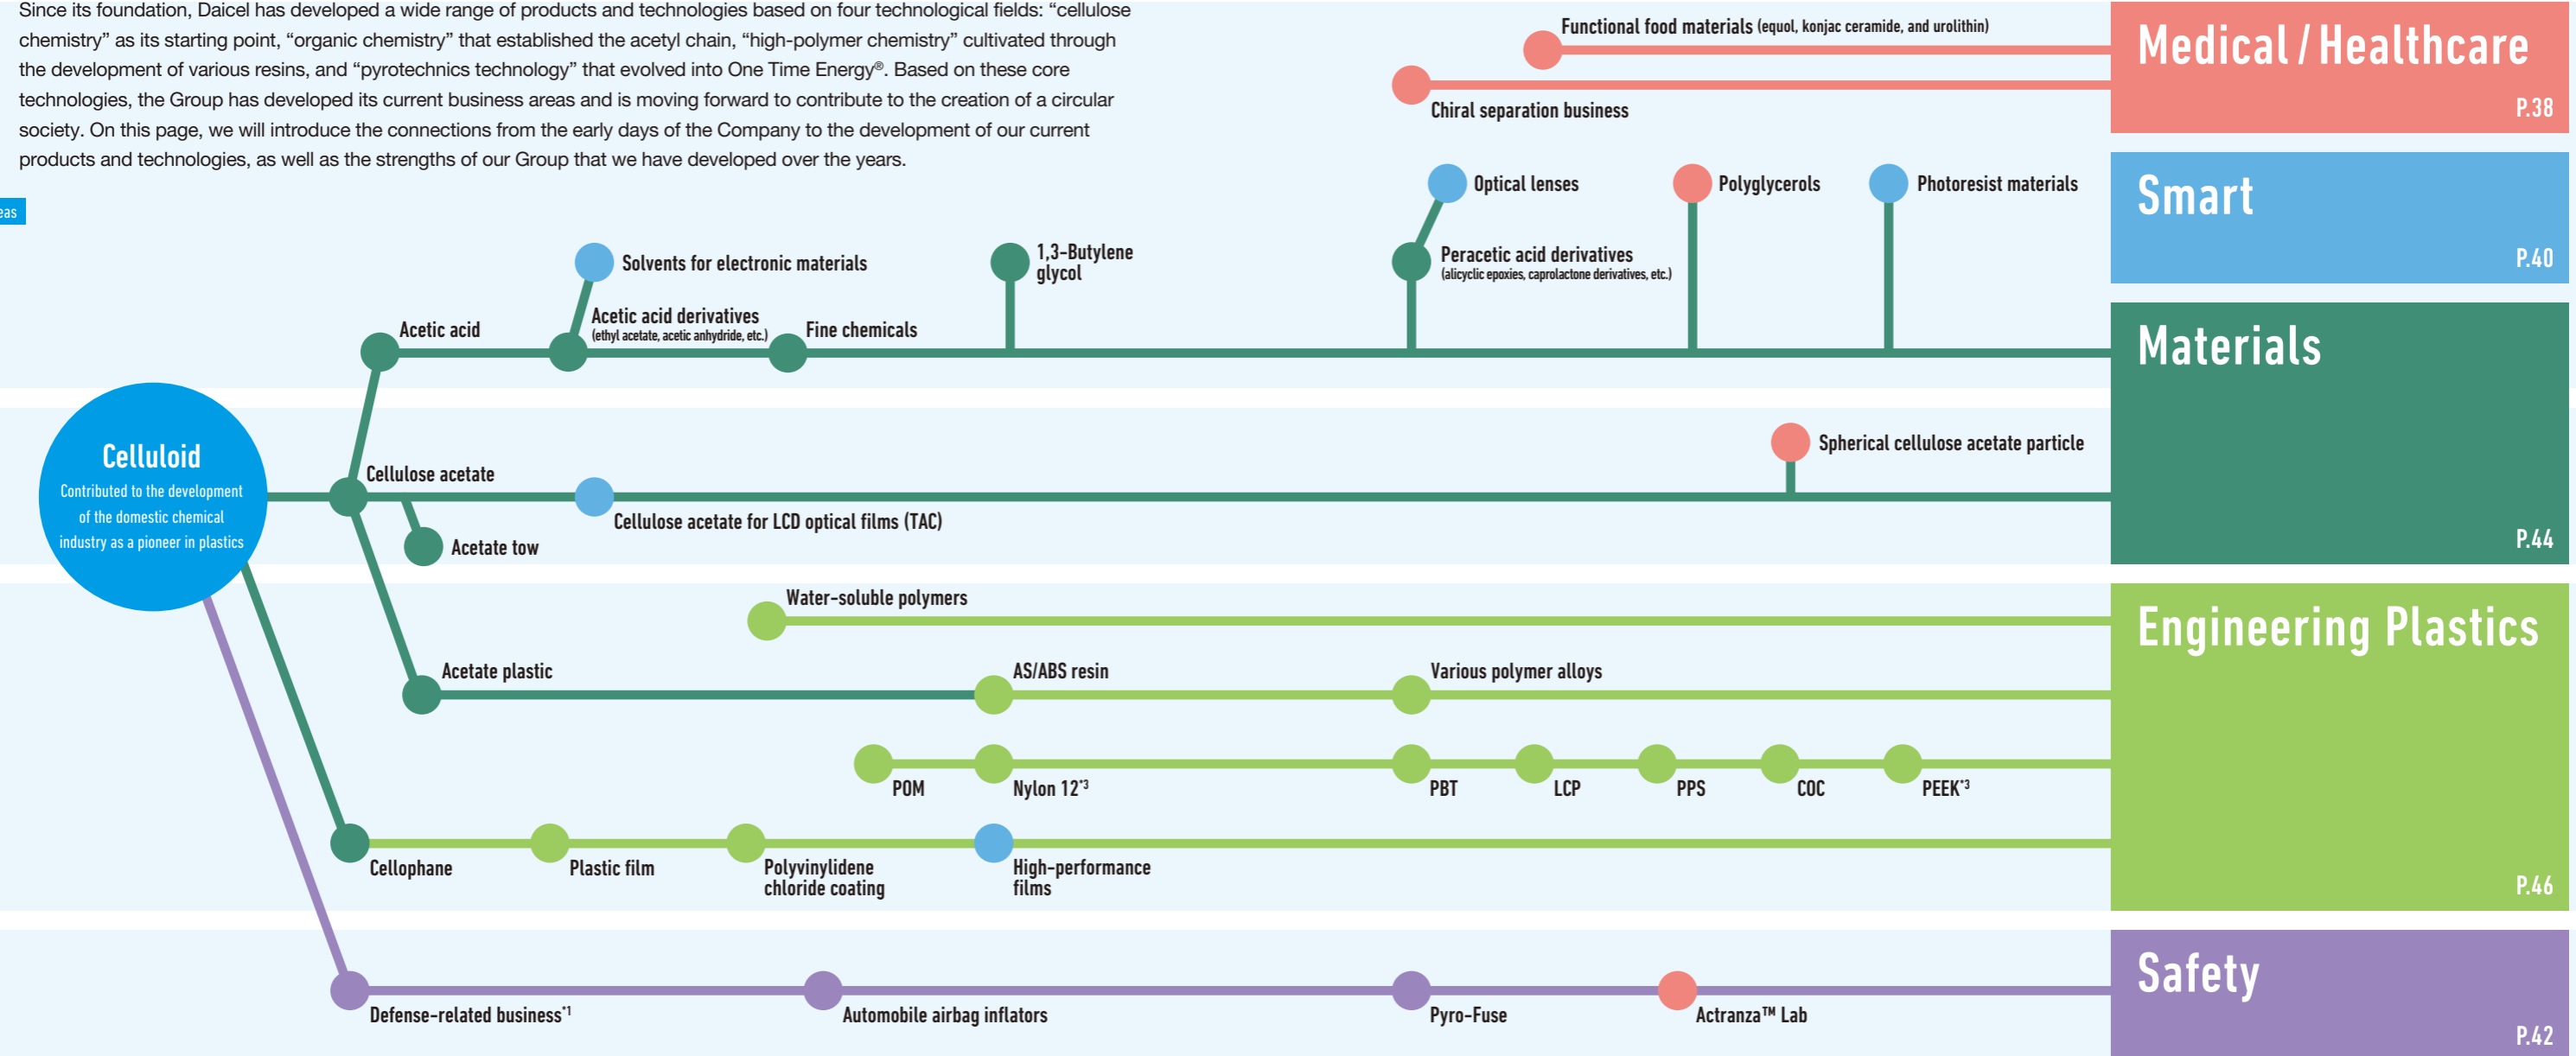 Since its foundation, Daicel has developed a wide range of products and technologies based on four technological fields: “cellulose
chemistry” as its starting point, “organic chemistry” that established the acetyl chain, “high-polymer chemistry” cultivated through
the development of various resins, and “pyrotechnics technology” that evolved into One Time Energy®. Based on these core
technologies, the Group has developed its current business areas and is moving forward to contribute to the creation of a circular
society. On this page, we will introduce the connections from the early days of the Company to the development of our current
products and technologies, as well as the strengths of our Group that we have developed over the years.
eas
Functional food materials (equol, konjac ceramide, and urolithin)
Chiral separation business
Medical / Healthcare
P.38
Optical lenses
Polyglycerols
Photoresist materials
Smart
P.40
Solvents for electronic materials
1,3-Butylene
glycol
Peracetic acid derivatives
(alicyclic epoxies, caprolactone derivatives, etc.)
Acetic acid
Acetic acid derivatives
(ethyl acetate, acetic anhydride, etc.)
Fine chemicals
Materials
P.44
Celluloid
Contributed to the development
of the domestic chemical
industry as a pioneer in plastics
Cellulose acetate
Spherical cellulose acetate particle
Cellulose acetate for LCD optical films (TAC)
Acetate tow
Water-soluble polymers
Engineering Plastics
P.46
Acetate plastic
AS/ABS resin
Various polymer alloys
POM
Nylon 12*3
PBT
LCP
PPS
COC
PEEK*3
Cellophane
Plastic film
Polyvinylidene
chloride coating
High-performance
films
Defense-related business*1
Automobile airbag inflators
Pyro-Fuse
Actranza™ Lab
Safety
P.42